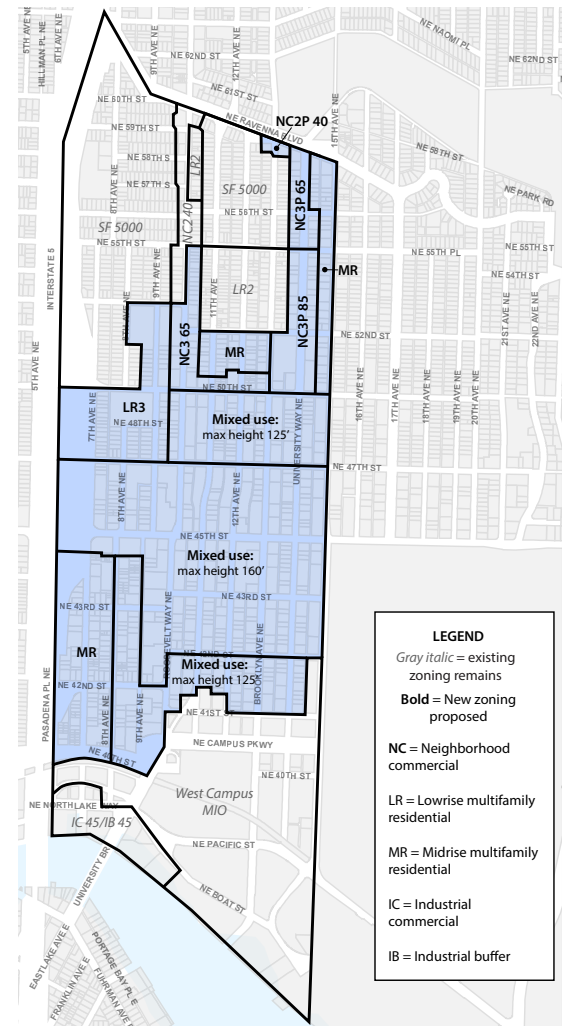 5TH AVE NE
HILLMAN PL NE
6TH AVE NE
9TH AVE NE
NE 62ND ST
12TH AVE NE
NE 61ST ST
NE NAOMI PL
NE 62ND ST
NE 60TH ST
NE RAVENNA BLVD
NC2P 40
15TH AVE NE
NE 59TH ST
NE 58TH S
LR2
NE 58TH ST
8TH AVE NE
NE 57TH S
SF 5000
NC3P 65
NE PARK RD
NC2 40
NE 56TH ST
SF 5000
NE 55TH ST
NE 55TH PL
NE 55TH ST
INTERSTATE 5
9TH AVE NE
MR
NE 54TH ST
11TH AVE
LR2
NC3 65
NC3P 85
21ST AVE NE
22ND AVE NE
NE 52ND ST
5TH AVE NE
MR
NE 50TH ST
LR3
7TH AVE NE
NE 48TH ST
Mixed use:
max height 125’
UNIVERSITY WAY NE
16TH AVE NE
17TH AVE NE
18TH AVE NE
19TH AVE NE
20TH AVE NE
NE 47TH ST
8TH AVE NE
12TH AVE NE
NE 45TH ST
Mixed use:
max height 160’
NE 43RD ST
NE 43RD ST
ROOSEVELT WAY NE
BROOKLYN AVE NE
MR
Mixed use:
max height 125’
NE 42ND ST
8TH AVE NE
9TH AVE NE
NE 41ST ST
PASADENA PL NE
NE 40TH ST
NE CAMPUS PKWY
NE 40TH ST
West Campus
MIO
NE NORTHLAKE WAY
IC 45/IB 45
NE PACIFIC ST
UNIVERSITY BR
NE BOAT ST
EASTLAKE AVE E
FRANKLIN AVE E
PORTAGE BAY PL E
FUHRMAN AVE E
LEGEND
Gray italic = existing
zoning remains
Bold = New zoning
proposed
NC = Neighborhood
commercial
LR = Lowrise multifamily
residential
MR = Midrise multifamily
residential
IC = Industrial
commercial
IB = Industrial buffer